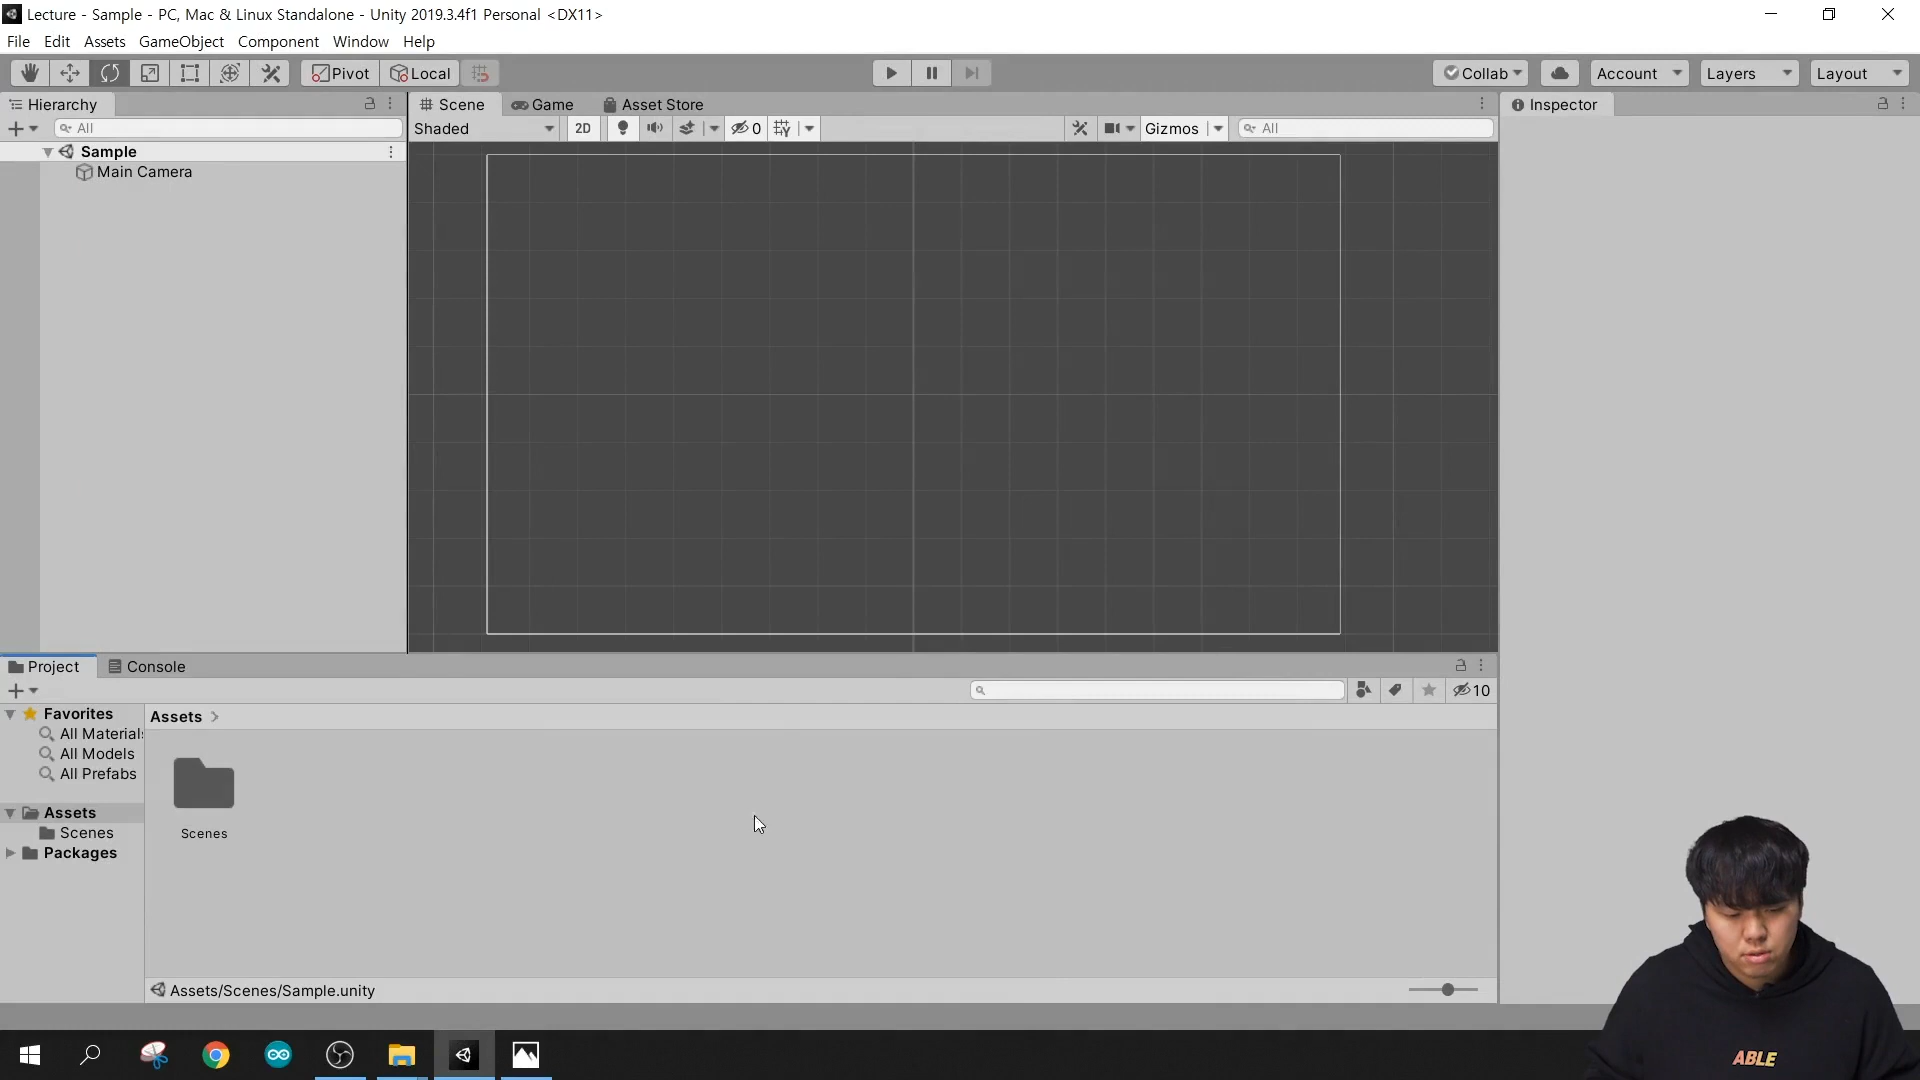 Lecture - Sample - PC, Mac & Linux Standalone - Unity 2019.3.4f1 Personal <DX11>
File Edit Assets GameObject Component Window Help
Pivot Local Collab Account Layers Layout
Hierarchy Scene Game Asset Store Inspector
All Shaded 2D 0 Gizmos All
Sample
Main Camera
Project Console
10
Favorites Assets
All Materials
All Models
All Prefabs
Assets
Scenes
Packages
Scenes
Assets/Scenes/Sample.unity
ABLE